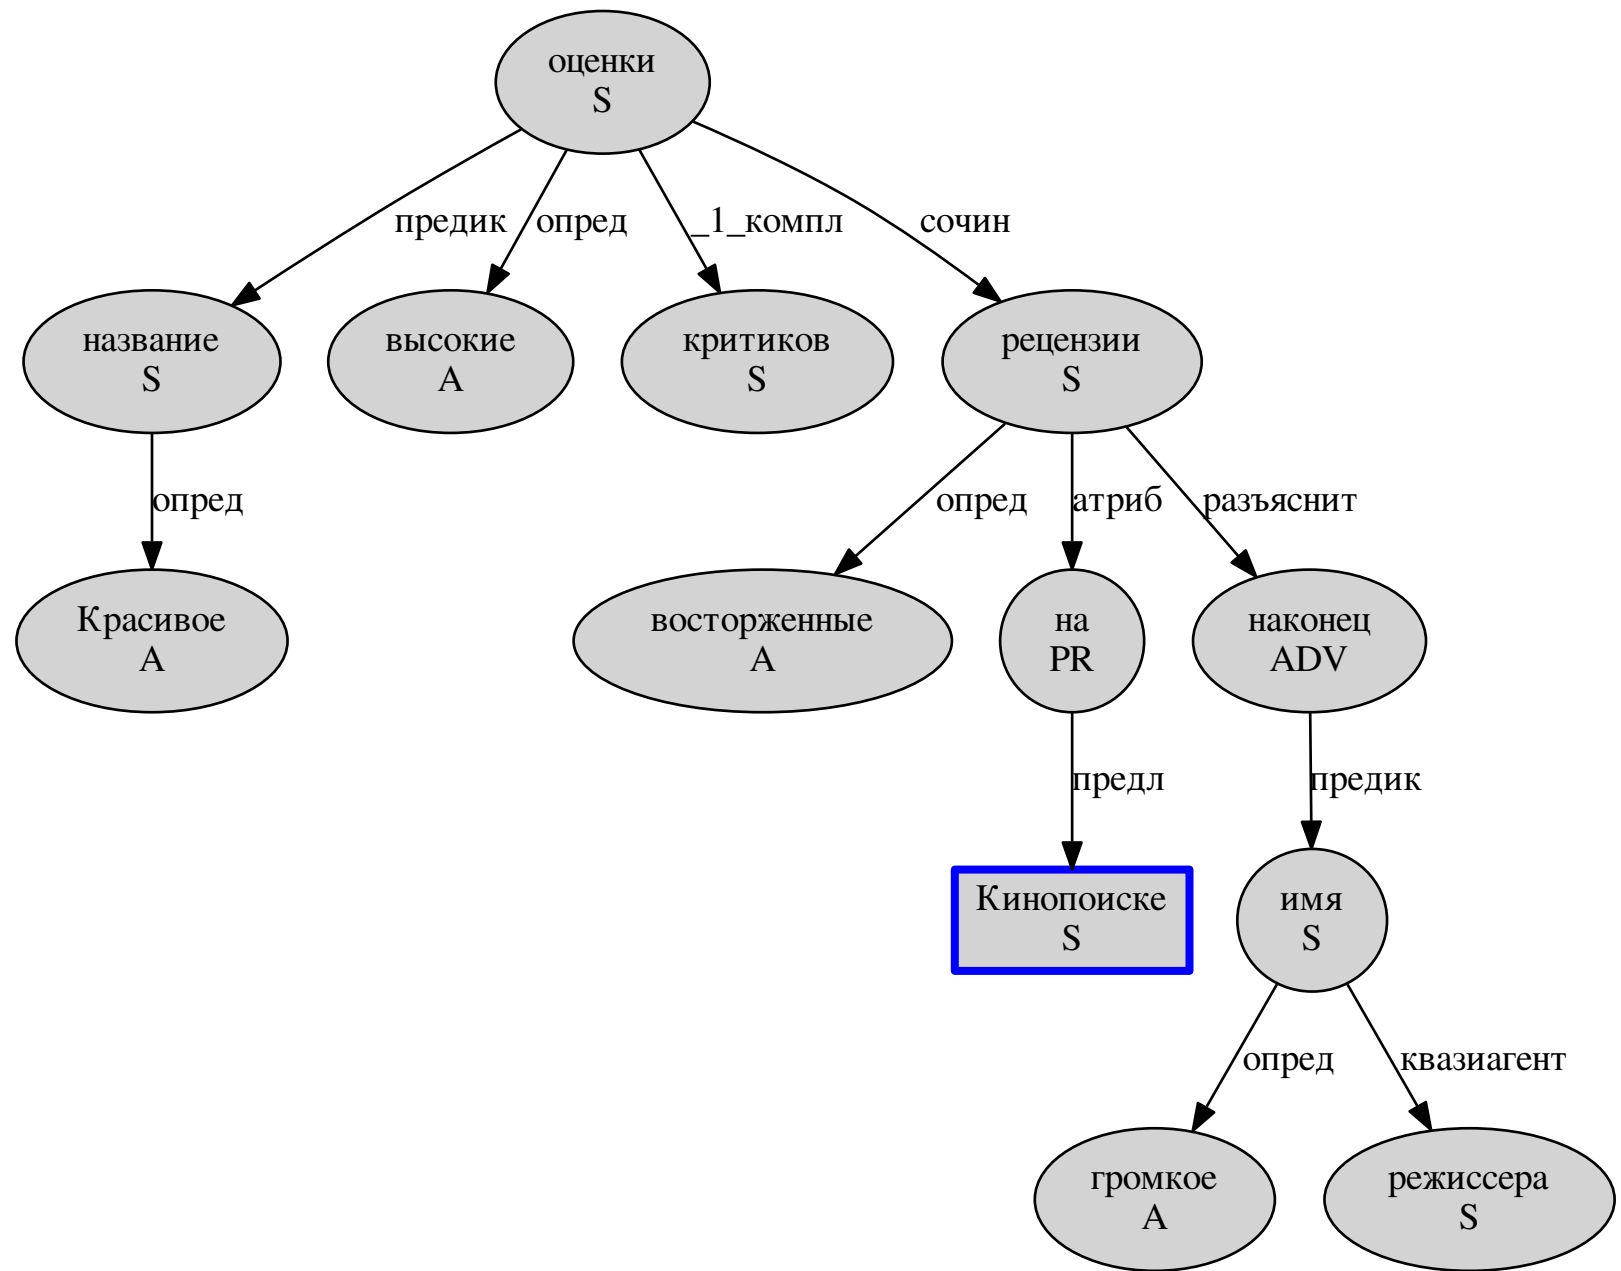 оценки
S
предик
опред
_1_компл
сочин
название
S
высокие
A
критиков
S
рецензии
S
опред
опред
атриб
разъяснит
Красивое
A
восторженные
A
на
PR
наконец
ADV
предл
предик
Кинопоиске
S
имя
S
опред
квазиагент
громкое
A
режиссера
S